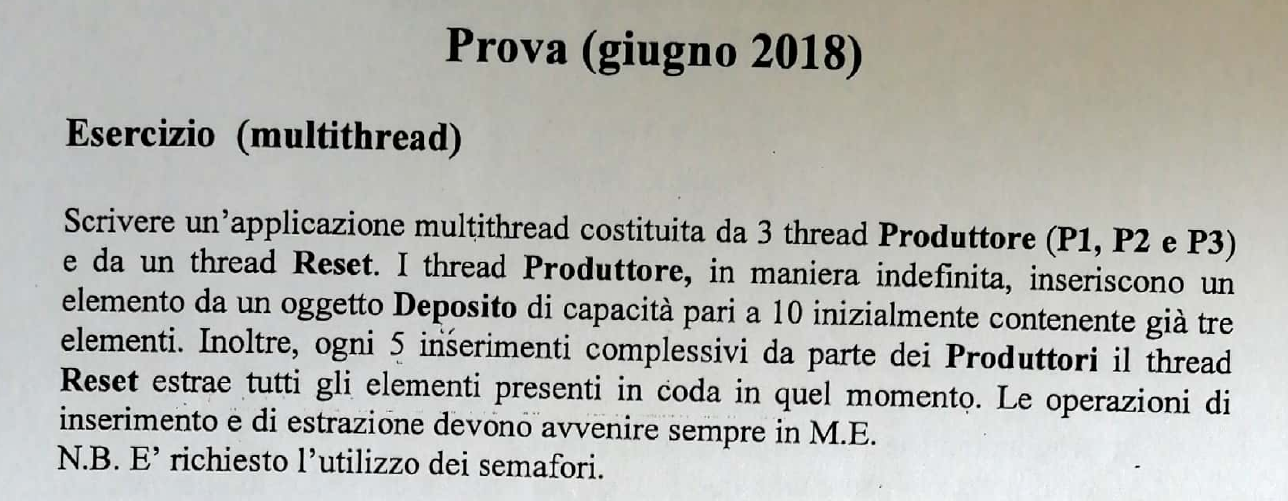 Prova (giugno 2018)
Esercizio (multithread)
Scrivere un'applicazione multithread costituita da 3 thread Produttore (P1, P2 e P3)
e da un thread Reset. I thread Produttore, in maniera indefinita, inseriscono un
elemento da un oggetto Deposito di capacità pari a 10 inizialmente contenente già tre
elementi. Inoltre, ogni 5 inserimenti complessivi da parte dei Produttori il thread
Reset estrae tutti gli elementi presenti in coda in quel momento. Le operazioni di
inserimento e di estrazione devono avvenire sempre in M.E.
N.B. E' richiesto l'utilizzo dei semafori.